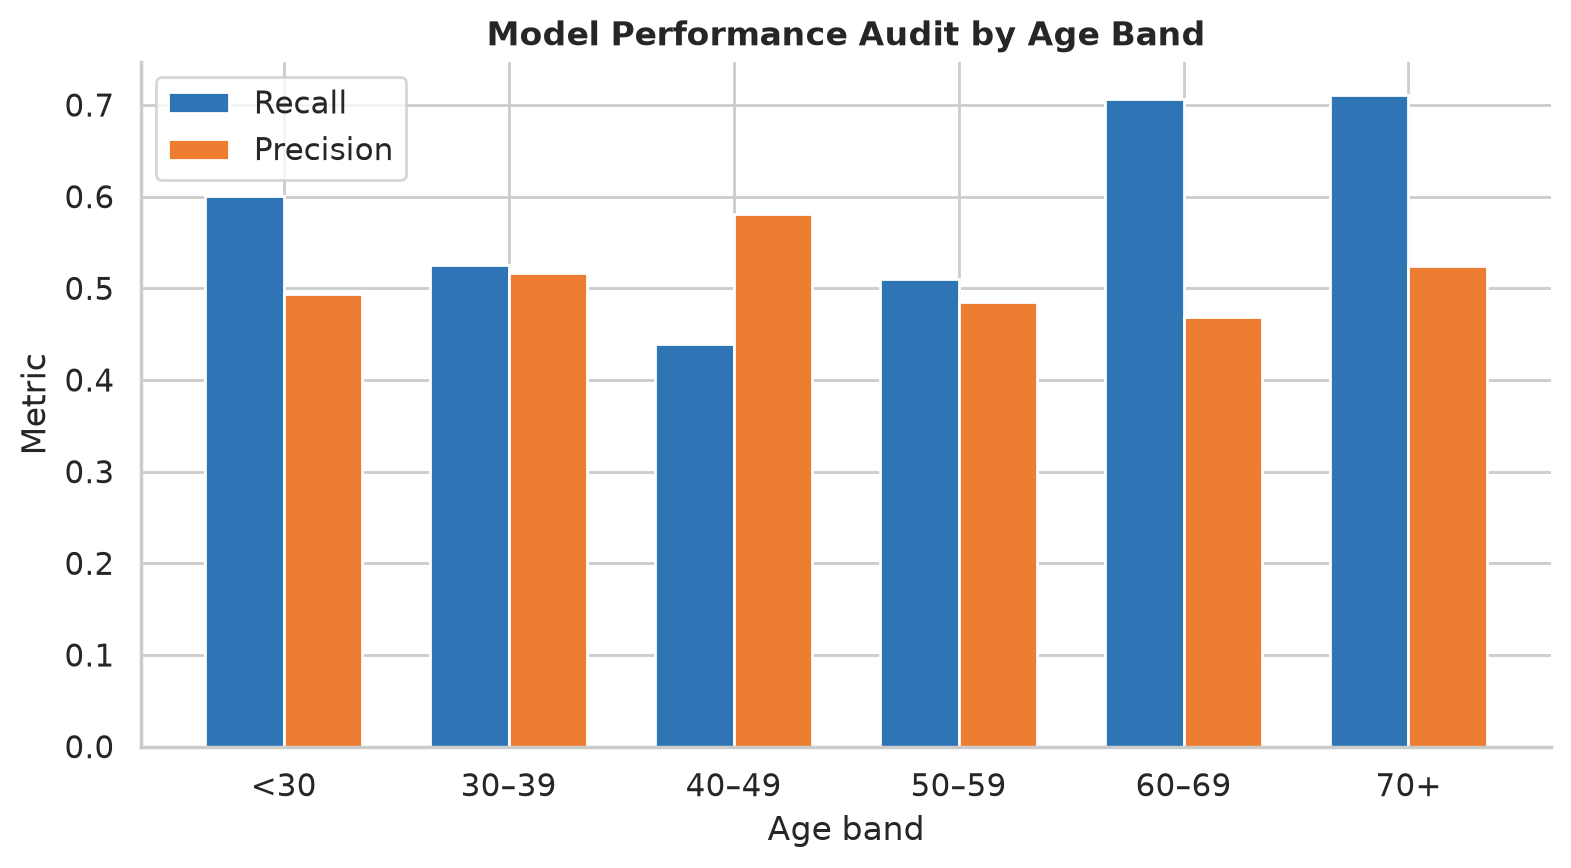 Model Performance Audit by Age Band
Recall
Precision
Metric
0.7
0.6
0.5
0.4
0.3
0.2
0.1
0.0
<30
30–39
40–49
50–59
60–69
70+
Age band